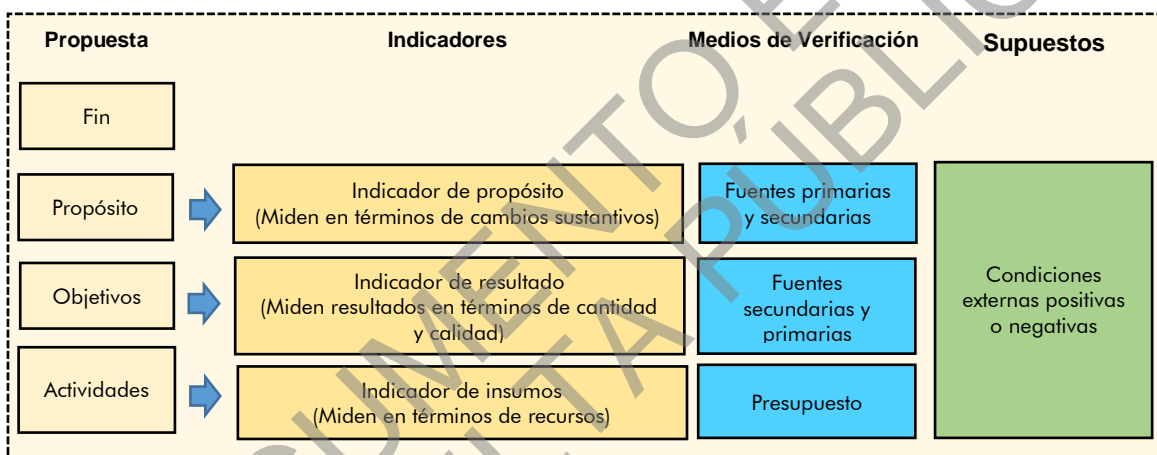 Propuesta
Indicadores
Medios de Verificación
Supuestos
Fin
Propósito
Indicador de propósito
(Miden en términos de cambios sustantivos)
Fuentes primarias
y secundarias
Objetivos
Indicador de resultado
(Miden resultados en términos de cantidad
y calidad)
Fuentes
secundarias y
primarias
Condiciones
externas positivas
o negativas
Actividades
Indicador de insumos
(Miden en términos de recursos)
Presupuesto